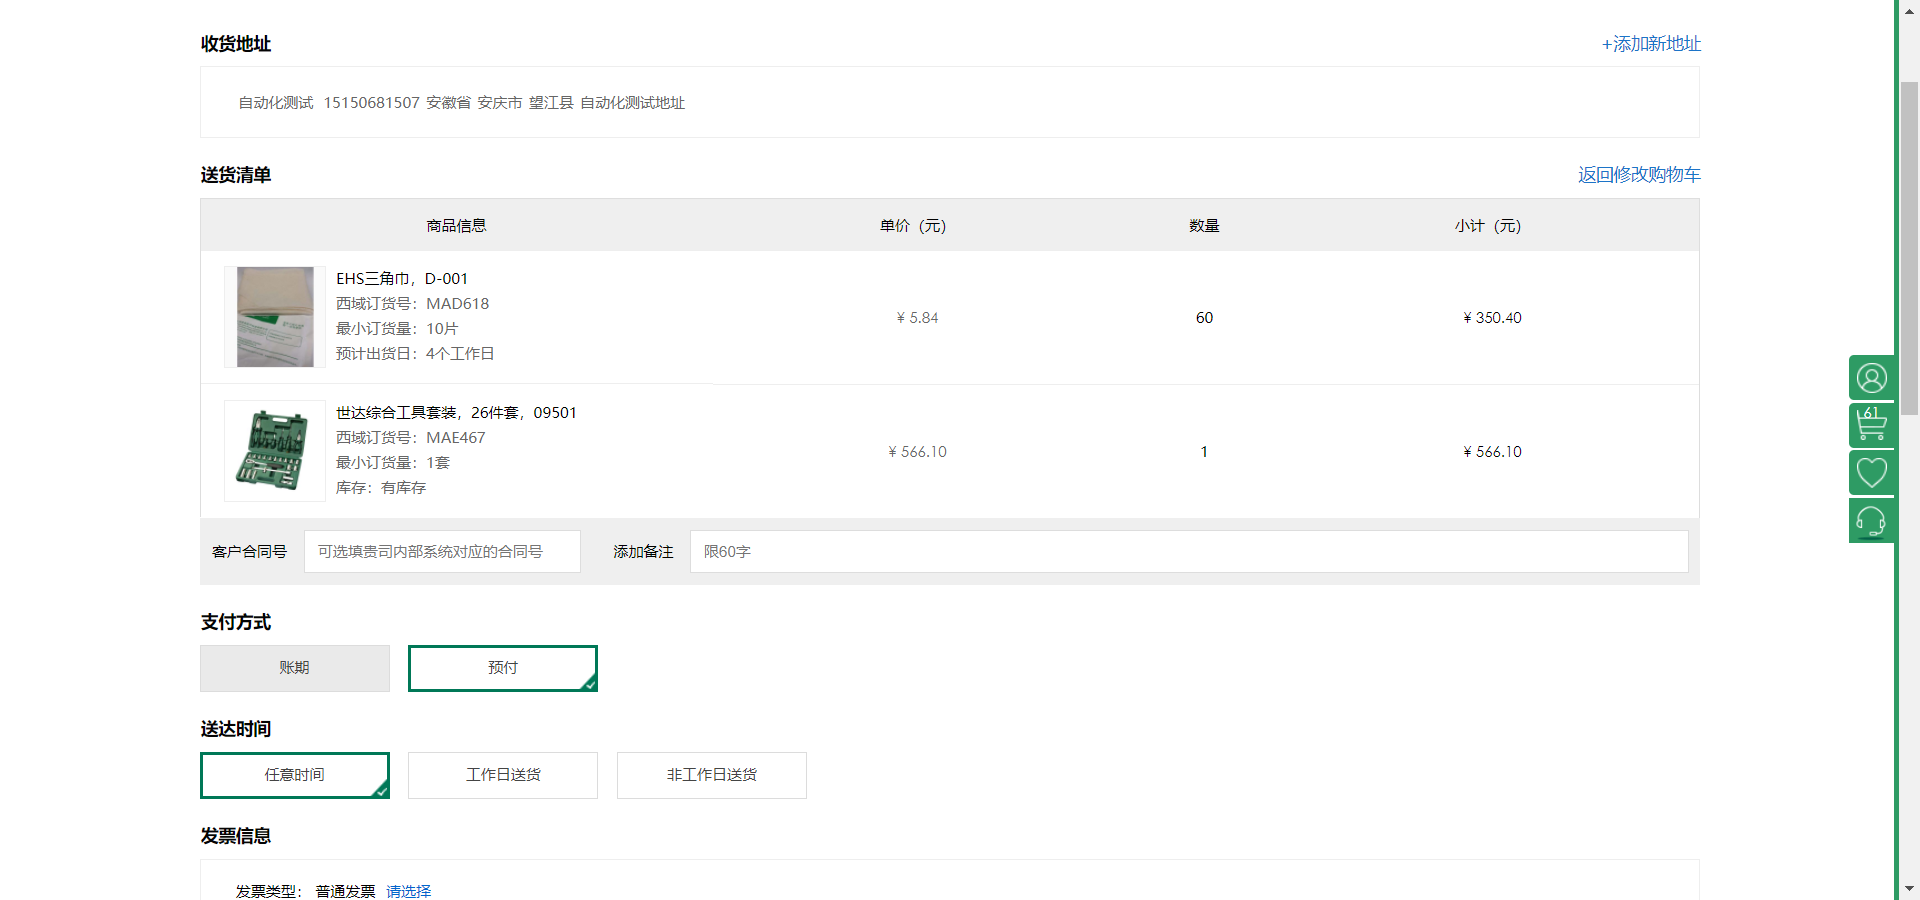 收货地址
+添加新地址
自动化测试 15150681507 安徽省 安庆市 望江县 自动化测试地址
送货清单
返回修改购物车
商品信息 单价（元） 数量 小计（元）
EHS三角巾，D-001
西域订货号：MAD618
最小订货量：10片
预计出货日：4个工作日
¥ 5.84 60 ¥ 350.40
世达综合工具套装，26件套，09501
西域订货号：MAE467
最小订货量：1套
库存：有库存
¥ 566.10 1 ¥ 566.10
客户合同号 可选填贵司内部系统对应的合同号 添加备注 限60字
支付方式
账期 预付
送达时间
任意时间 工作日送货 非工作日送货
发票信息
发票类型： 普通发票 请选择
61